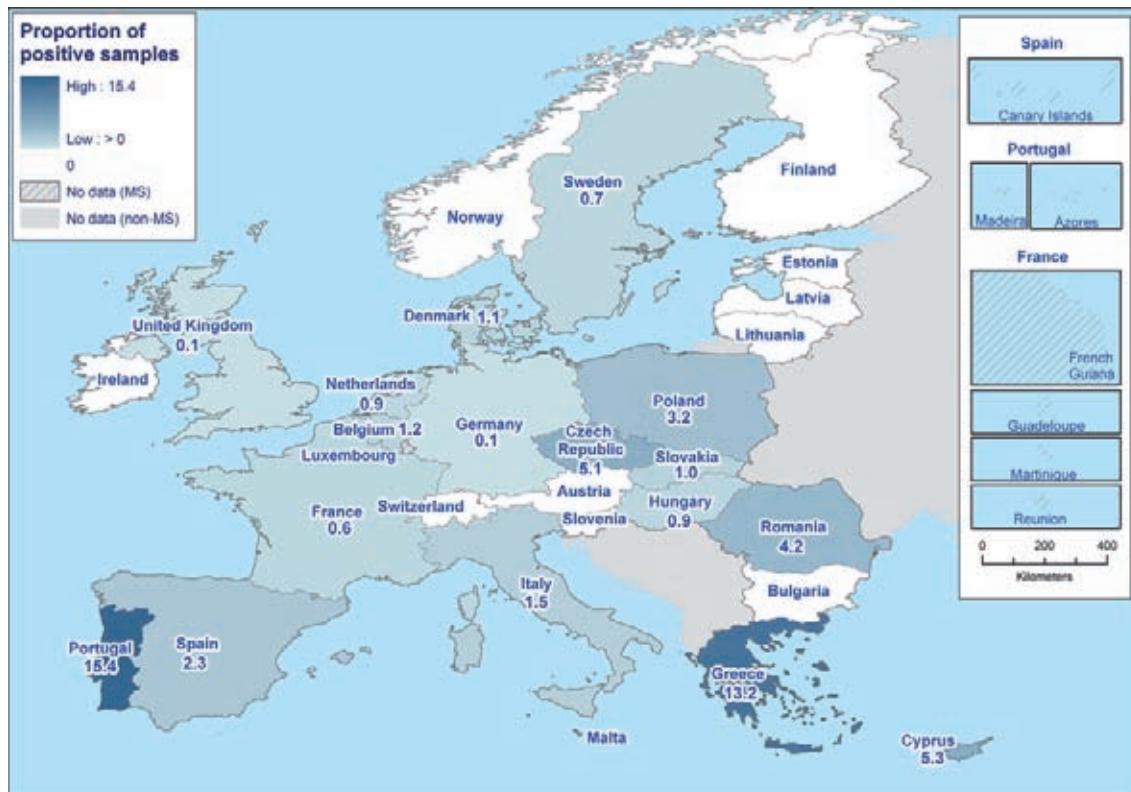 Proportion of
positive samples
High : 15.4
Low : > 0
0
No data (MS)
No data (non-MS)
Sweden
0.7
Finland
Norway
Estonia
Latvia
Lithuania
Denmark 1.1
United Kingdom
0.1
Ireland
Netherlands
0.9
Belgium 1.2
Luxembourg
Germany
0.1
Poland
3.2
Czech
Republic
5.1
Slovakia
1.0
Austria
Hungary
0.9
Slovenia
Switzerland
France
0.6
Romania
4.2
Bulgaria
Italy
1.5
Portugal
15.4
Spain
2.3
Greece
13.2
Malta
Cyprus
5.3
Spain
Canary Islands
Portugal
Madeira
Azores
France
French
Guiana
Guadeloupe
Martinique
Reunion
0 200 400
Kilometers